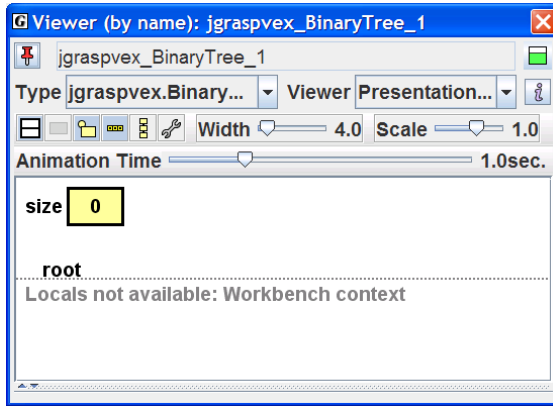 Viewer (by name): jgraspvex_BinaryTree_1
jgraspvex_BinaryTree_1
Type jgraspvex.Binary... Viewer Presentation...
Width 4.0 Scale 1.0
Animation Time 1.0sec.
size 0
root
Locals not available: Workbench context